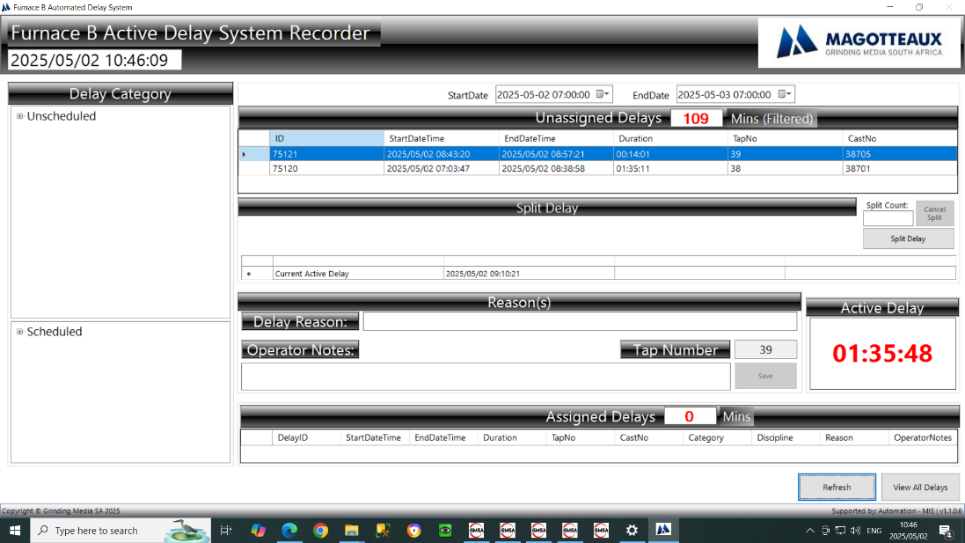 Furnace B Automated Delay System
Furnace B Active Delay System Recorder
MAGOTTEAUX
GRINDING MEDIA SOUTH AFRICA
2025/05/02 10:46:09
Delay Category
Unscheduled
Scheduled
StartDate 2025-05-02 07:00:00 EndDate 2025-05-03 07:00:00
Unassigned Delays 109 Mins (Filtered)
ID StartDateTime EndDateTime Duration TapNo CastNo
75121 2025/05/02 08:43:20 2025/05/02 08:57:21 00:14:01 39 38705
75120 2025/05/02 07:03:47 2025/05/02 08:38:58 01:35:11 38 38701
Split Delay
Split Count:
Cancel
Split
Split Delay
Current Active Delay 2025/05/02 09:10:21
Reason(s)
Delay Reason:
Operator Notes:
Tap Number 39
Save
Active Delay
01:35:48
Assigned Delays 0 Mins
DelayID StartDateTime EndDateTime Duration TapNo CastNo Category Discipline Reason OperatorNotes
Refresh View All Delays
Copyright © Grinding Media SA 2025 Supported by: Automation - MIS | v1.1.0.6
Type here to search
GMSA GMSA GMSA GMSA GMSA
ENG
10:46
2025/05/02
4